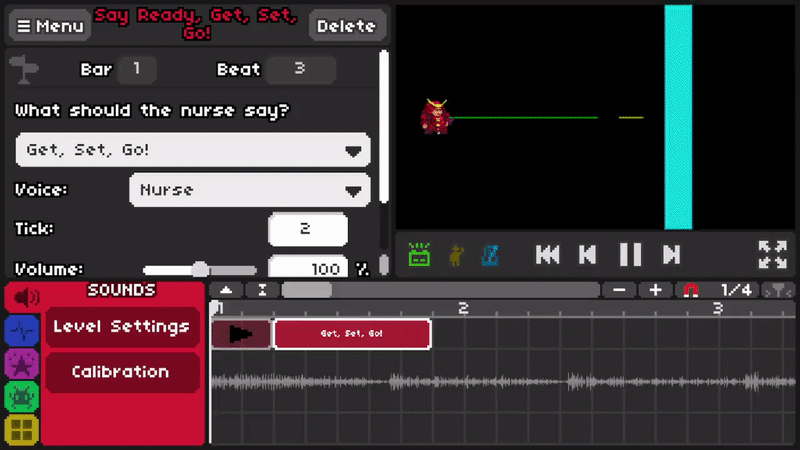 Menu
Say Ready, Get, Set,
Go!
Delete
Bar 1 Beat 3
What should the nurse say?
Get, Set, Go!
Voice: Nurse
Tick: 2
Volume: 100 %
SOUNDS
Level Settings
Calibration
1/4
1 2 3
Get, Set, Go!